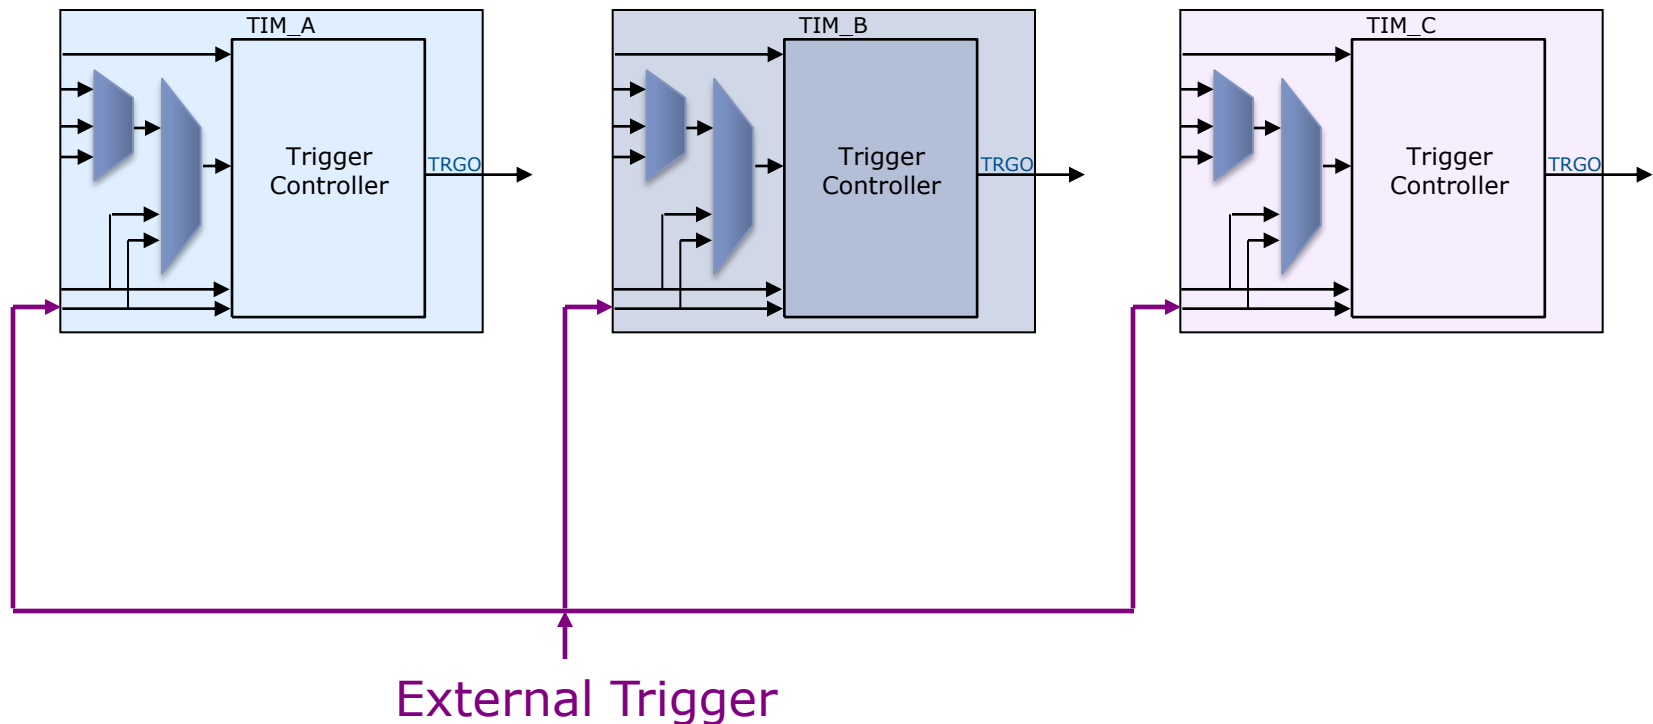 TIM_A
Trigger
Controller
TRGO
TIM_B
Trigger
Controller
TRGO
TIM_C
Trigger
Controller
TRGO
External Trigger